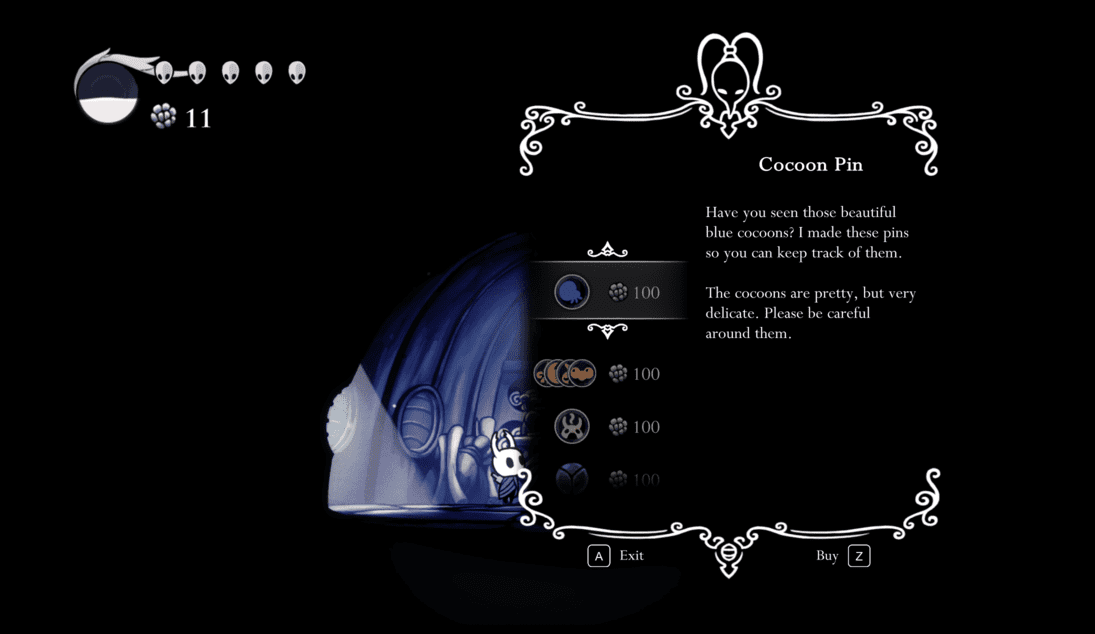 11
Cocoon Pin
Have you seen those beautiful
blue cocoons? I made these pins
so you can keep track of them.
The cocoons are pretty, but very
delicate. Please be careful
around them.
100
100
100
100
A Exit
Buy Z